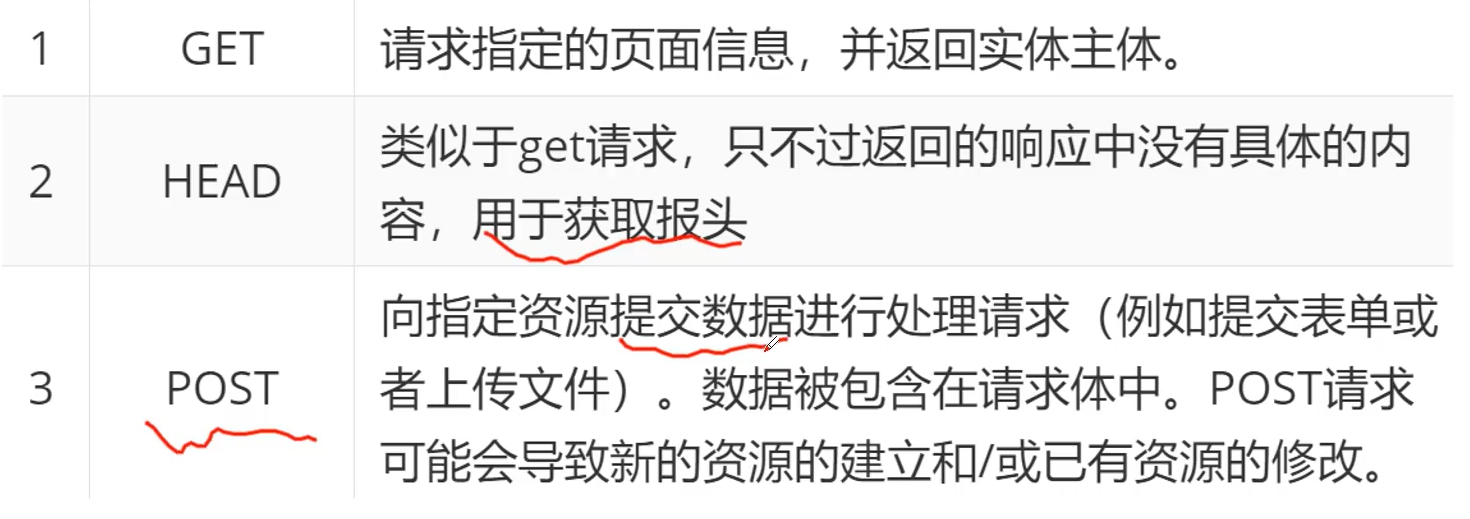 1 GET 请求指定的页面信息，并返回实体主体。
2 HEAD 类似于get请求，只不过返回的响应中没有具体的内
容，用于获取报头
3 POST 向指定资源提交数据进行处理请求（例如提交表单或
者上传文件）。数据被包含在请求体中。POST请求
可能会导致新的资源的建立和/或已有资源的修改。